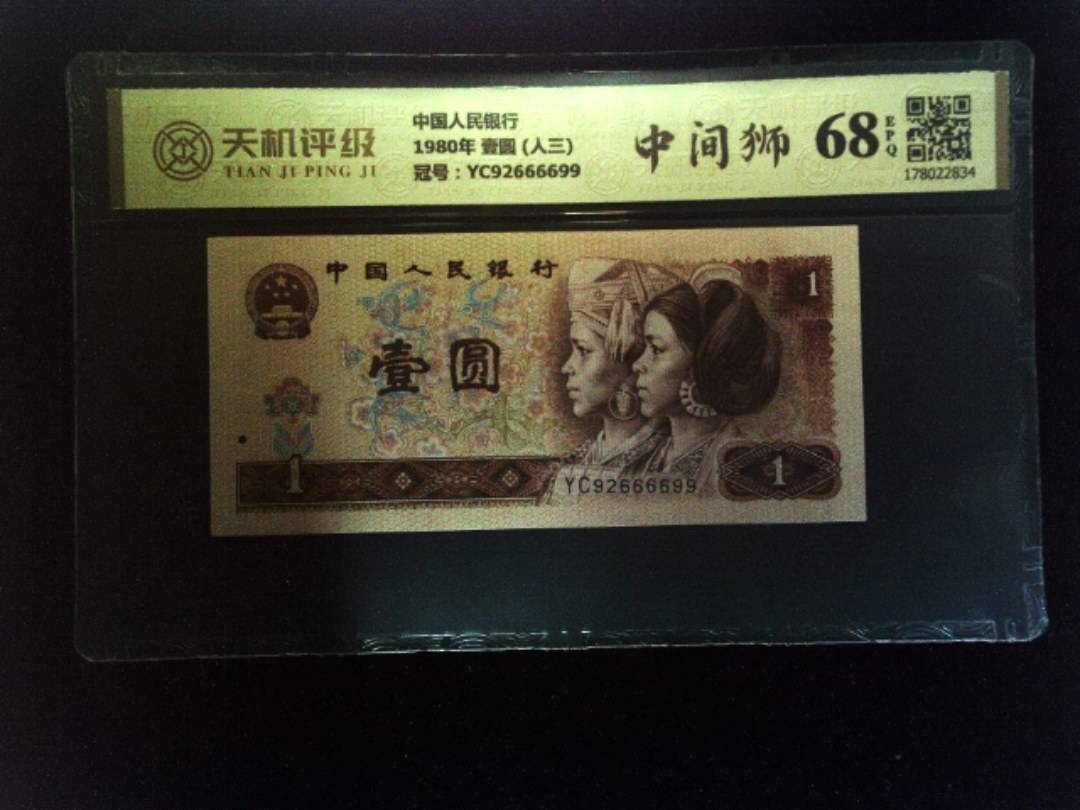 天机评级
TIAN JI PING JI
中国人民银行
1980年 壹圆 (人三)
冠号：YC92666699
中间狮
68
EPQ
178022834
中国人民银行
1
壹圆
1
YC92666699
1